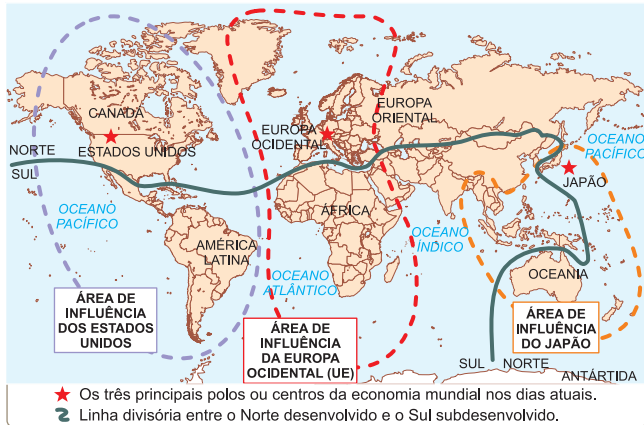 CANADÁ
ESTADOS UNIDOS
NORTE
SUL
OCEANO
PACÍFICO
AMÉRICA
LATINA
EUROPA
OCIDENTAL
EUROPA
ORIENTAL
ÁFRICA
OCEANO
ATLÂNTICO
OCEANO
ÍNDICO
OCEANO
PACÍFICO
JAPÃO
OCEANIA
ÁREA DE
INFLUÊNCIA
DOS ESTADOS
UNIDOS
ÁREA DE
INFLUÊNCIA
DA EUROPA
OCIDENTAL (UE)
ÁREA DE
INFLUÊNCIA
DO JAPÃO
SUL NORTE
ANTÁRTIDA
Os três principais polos ou centros da economia mundial nos dias atuais.
Linha divisória entre o Norte desenvolvido e o Sul subdesenvolvido.